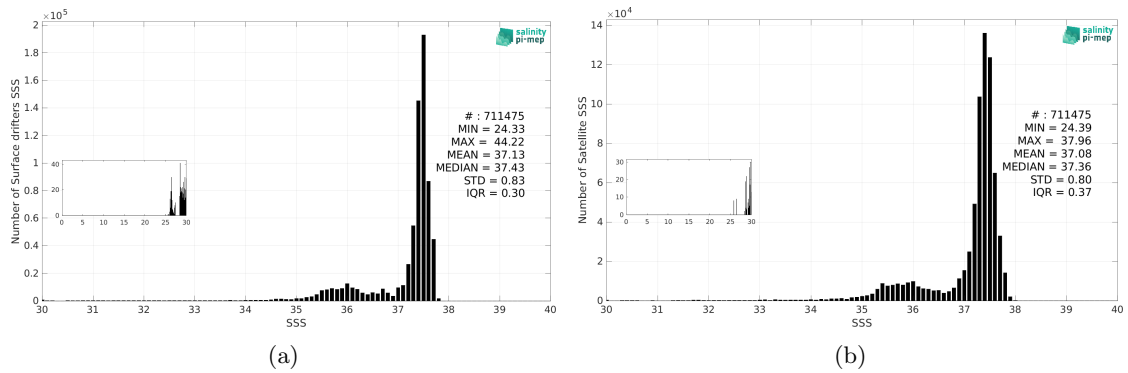 ×10⁵
2
1.8
1.6
1.4
1.2
1
0.8
0.6
0.4
0.2
0
Number of Surface drifters SSS
salinity
pi-mep
# : 711475
MIN = 24.33
MAX = 44.22
MEAN = 37.13
MEDIAN = 37.43
STD = 0.83
IQR = 0.30
40
20
0
0 5 10 15 20 25 30
30 31 32 33 34 35 36 37 38 39 40
SSS
(a)
×10⁴
14
12
10
8
6
4
2
0
Number of Satellite SSS
salinity
pi-mep
# : 711475
MIN = 24.39
MAX = 37.96
MEAN = 37.08
MEDIAN = 37.36
STD = 0.80
IQR = 0.37
30
20
10
0
0 5 10 15 20 25 30
30 31 32 33 34 35 36 37 38 39 40
SSS
(b)